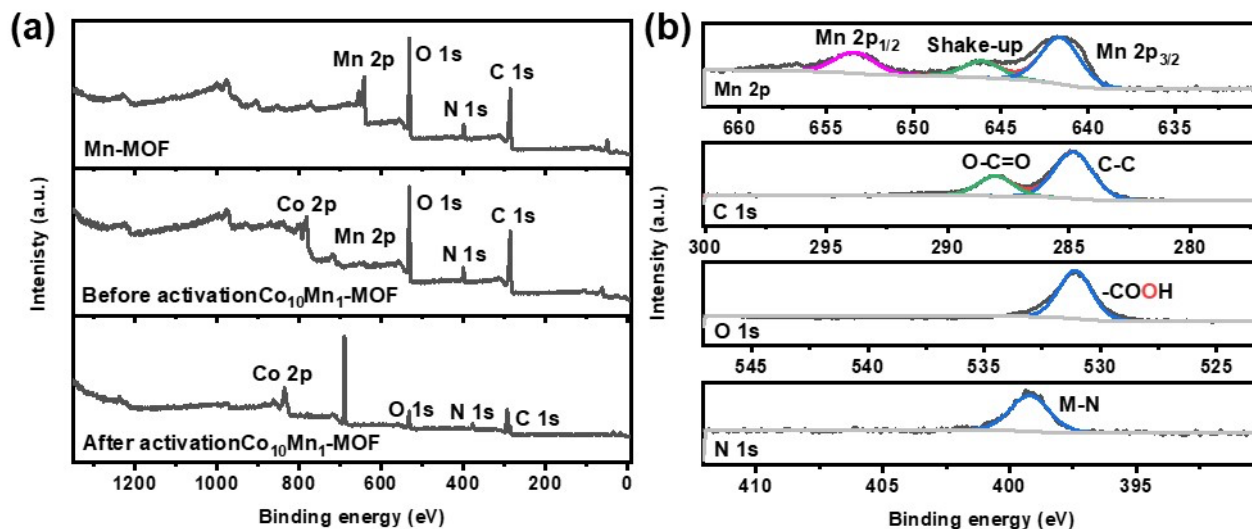 (a)
Mn 2p
O 1s
C 1s
N 1s
Mn-MOF
Co 2p
O 1s
C 1s
Mn 2p
N 1s
Before activationCo₁₀Mn₁-MOF
Co 2p
O 1s
N 1s
C 1s
After activationCo₁₀Mn₁-MOF
Intenisty (a.u.)
1200 1000 800 600 400 200 0
Binding energy (eV)
(b)
Mn 2p₁/₂
Shake-up
Mn 2p₃/₂
Mn 2p
660 655 650 645 640 635
O-C=O
C-C
C 1s
300 295 290 285 280
-COOH
O 1s
545 540 535 530 525
M-N
N 1s
410 405 400 395
Intensity (a.u.)
Binding energy (eV)